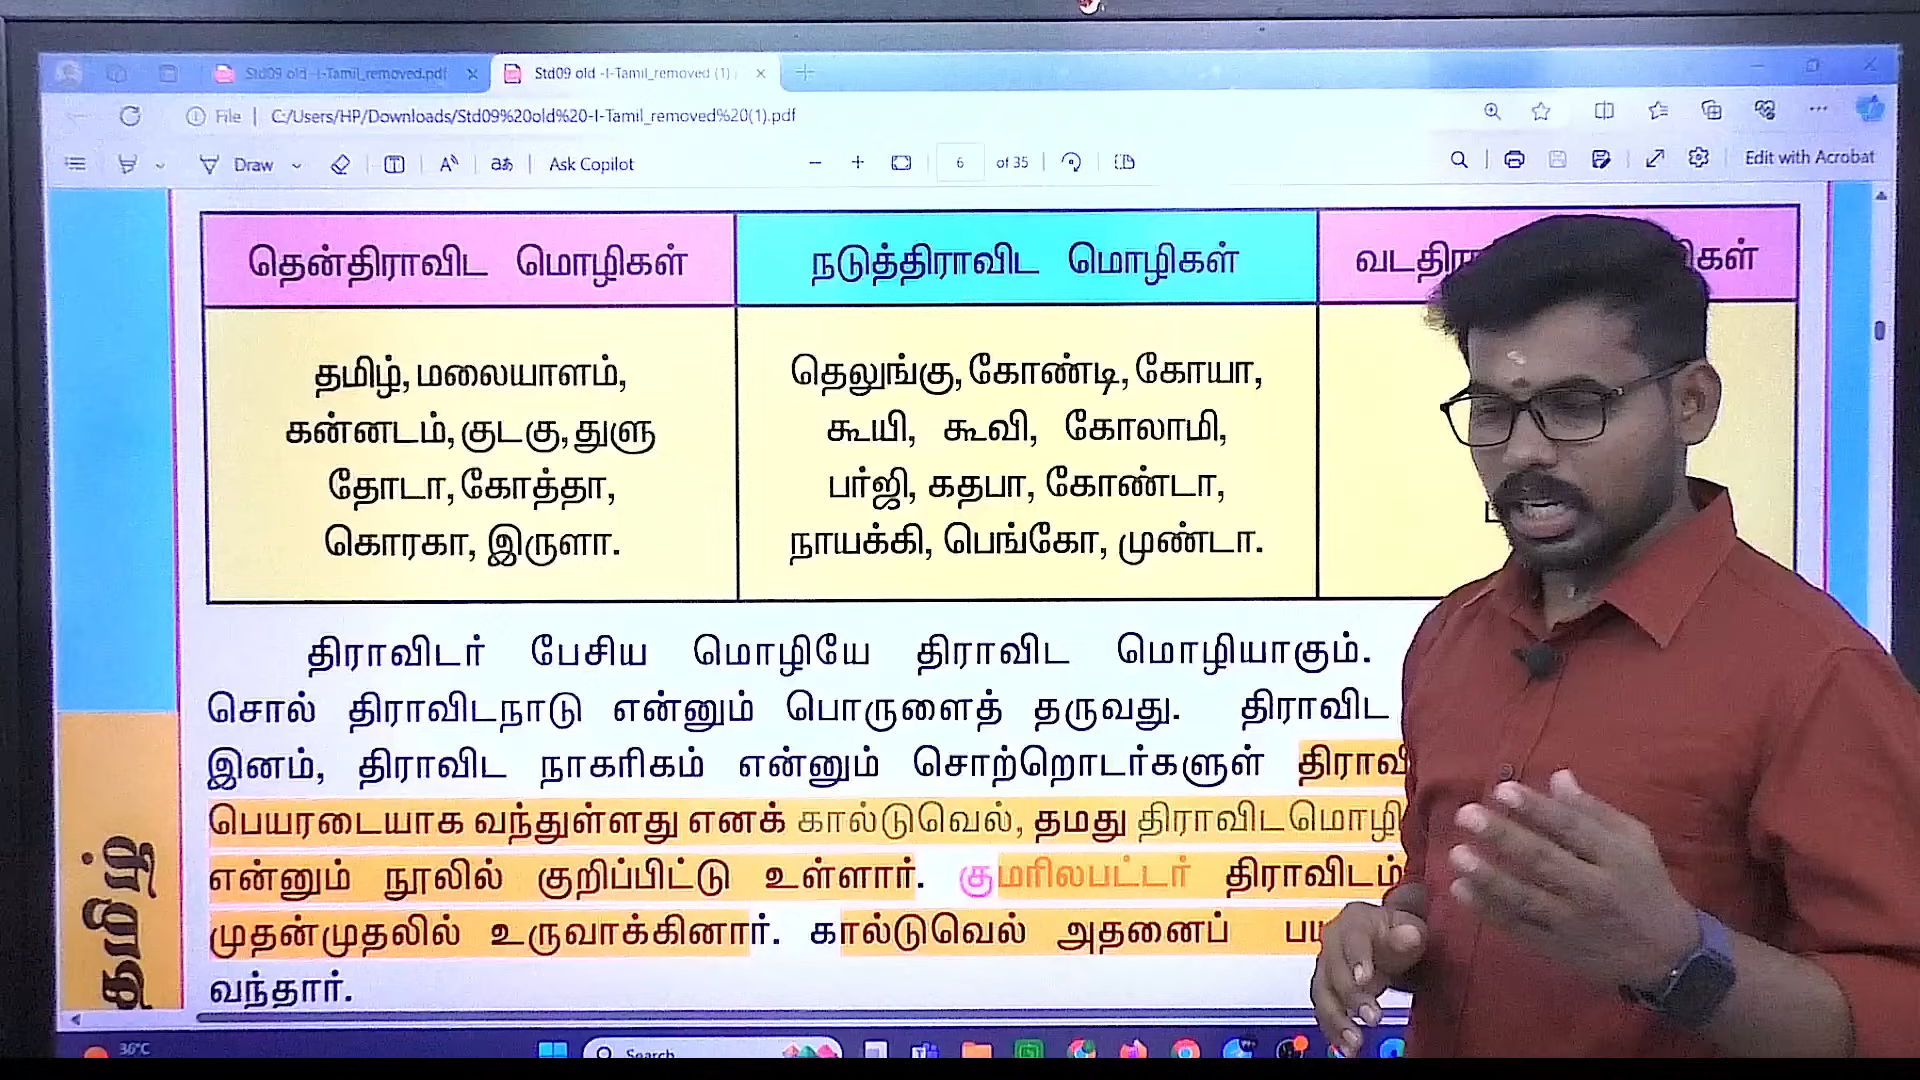 Std09 old -I-Tamil_removed.pdf
Std09 old -I-Tamil_removed (1)
File
C:/Users/HP/Downloads/Std09%20old%20-I-Tamil_removed%20(1).pdf
Draw
Ask Copilot
6 of 35
Edit with Acrobat
தென்திராவிட மொழிகள்
நடுத்திராவிட மொழிகள்
தமிழ், மலையாளம்,
கன்னடம், குடகு, துளு
தோடா, கோத்தா,
கொரகா, இருளா.
தெலுங்கு, கோண்டி, கோயா,
கூயி, கூவி, கோலாமி,
பர்ஜி, கதபா, கோண்டா,
நாயக்கி, பெங்கோ, முண்டா.
திராவிடர் பேசிய மொழியே திராவிட மொழியாகும்.
சொல் திராவிடநாடு என்னும் பொருளைத் தருவது. திராவிட
இனம், திராவிட நாகரிகம் என்னும் சொற்றொடர்களுள்
பெயரடையாக வந்துள்ளது எனக் கால்டுவெல், தமது திராவிடமொழி
என்னும் நூலில் குறிப்பிட்டு உள்ளார். குமரிலபட்டர் திராவிடம்
முதன்முதலில் உருவாக்கினார். கால்டுவெல் அதனைப்
வந்தார்.
தமிழ்
36°C
Search